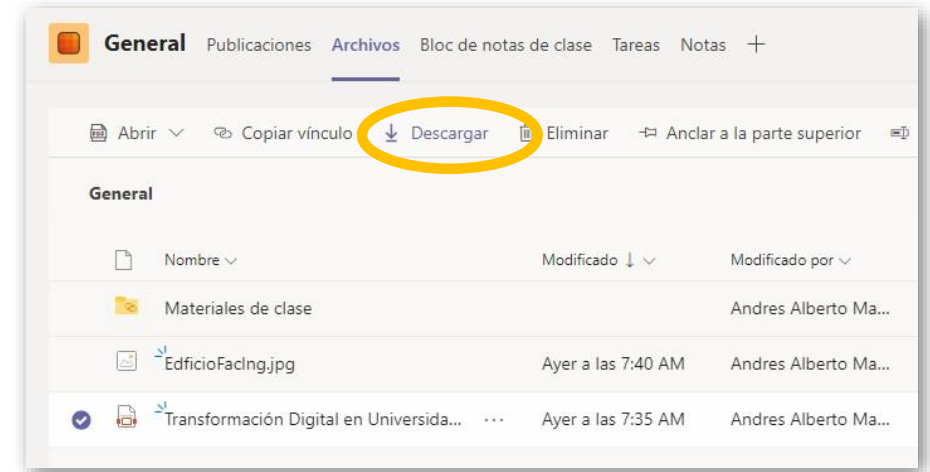 General Publicaciones Archivos Bloc de notas de clase Tareas Notas
Abrir Copiar vínculo Descargar Eliminar Anclar a la parte superior
General
Nombre Modificado Modificado por
Materiales de clase Andres Alberto Ma...
EdficioFacIng.jpg Ayer a las 7:40 AM Andres Alberto Ma...
Transformación Digital en Universida... ... Ayer a las 7:35 AM Andres Alberto Ma...